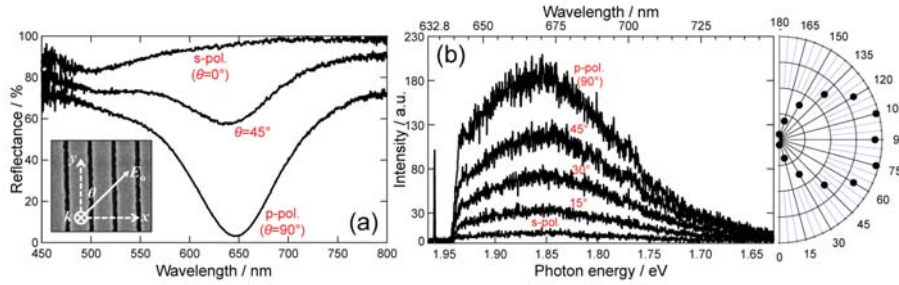 100
80
60
40
20
0
Reflectance / %
450 500 550 600 650 700 750 800
Wavelength / nm
s-pol.
(θ=0°)
θ=45°
p-pol.
(θ=90°)
(a)
y
θ
E₀
k
x
Wavelength / nm
632.8 650 675 700 725
230
180
130
80
30
0
Intensity / a.u.
(b)
p-pol.
(90°)
45°
30°
15°
s-pol.
1.95 1.90 1.85 1.80 1.75 1.70 1.65
Photon energy / eV
180
165
150
135
120
105
90
75
60
45
30
15
0